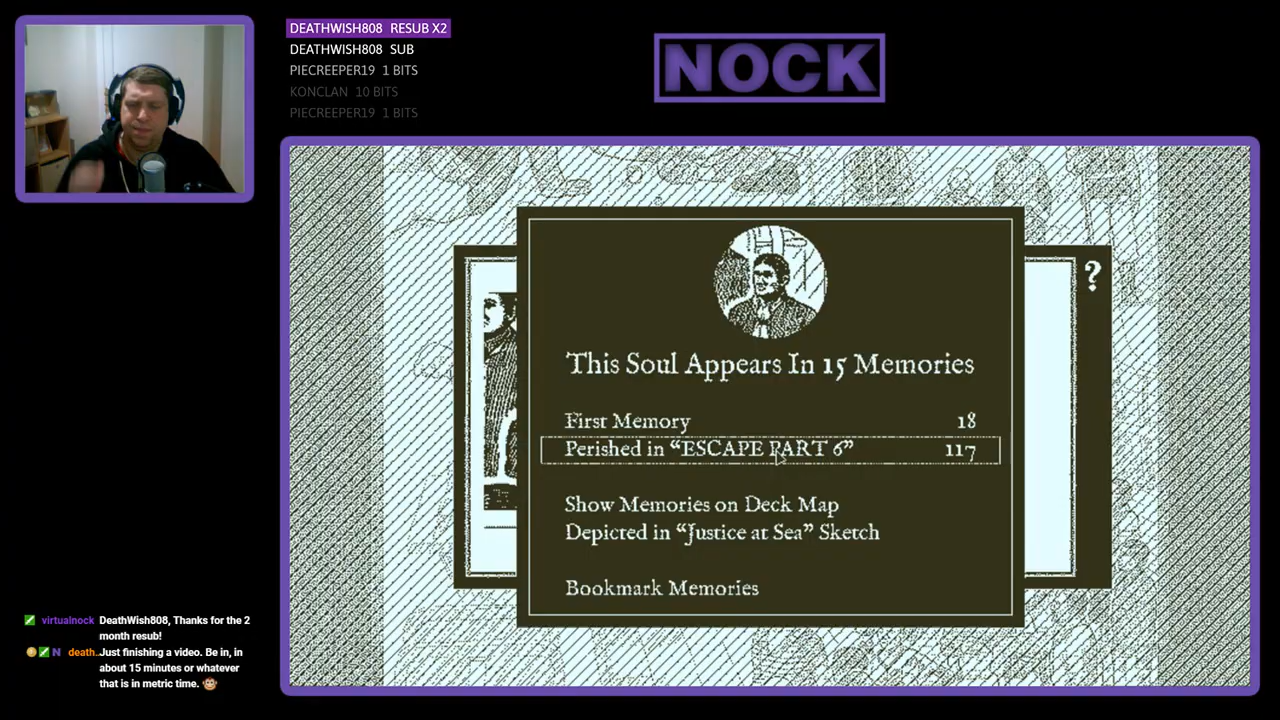 DEATHWISH808 RESUB X2
DEATHWISH808 SUB
PIECREEPER19 1 BITS
KONCLAN 10 BITS
PIECREEPER19 1 BITS
NOCK
?
This Soul Appears In 15 Memories
First Memory 18
Perished in "ESCAPE PART 6" 117
Show Memories on Deck Map
Depicted in "Justice at Sea" Sketch
Bookmark Memories
virtualnock DeathWish808, Thanks for the 2
month resub!
N death... Just finishing a video. Be in, in
about 15 minutes or whatever
that is in metric time.